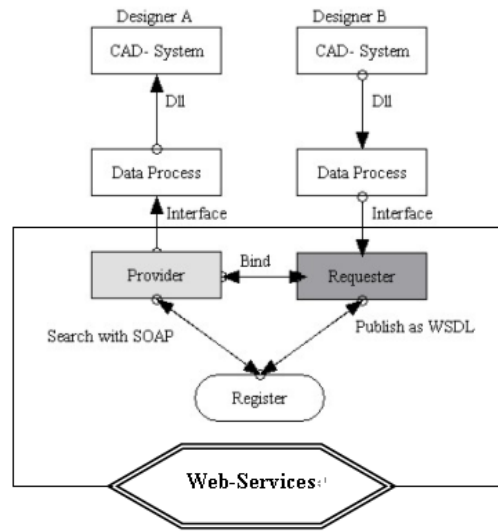 Designer A
Designer B
CAD- System
CAD- System
Dll
Dll
Data Process
Data Process
Interface
Interface
Provider
Bind
Requester
Search with SOAP
Publish as WSDL
Register
Web-Services